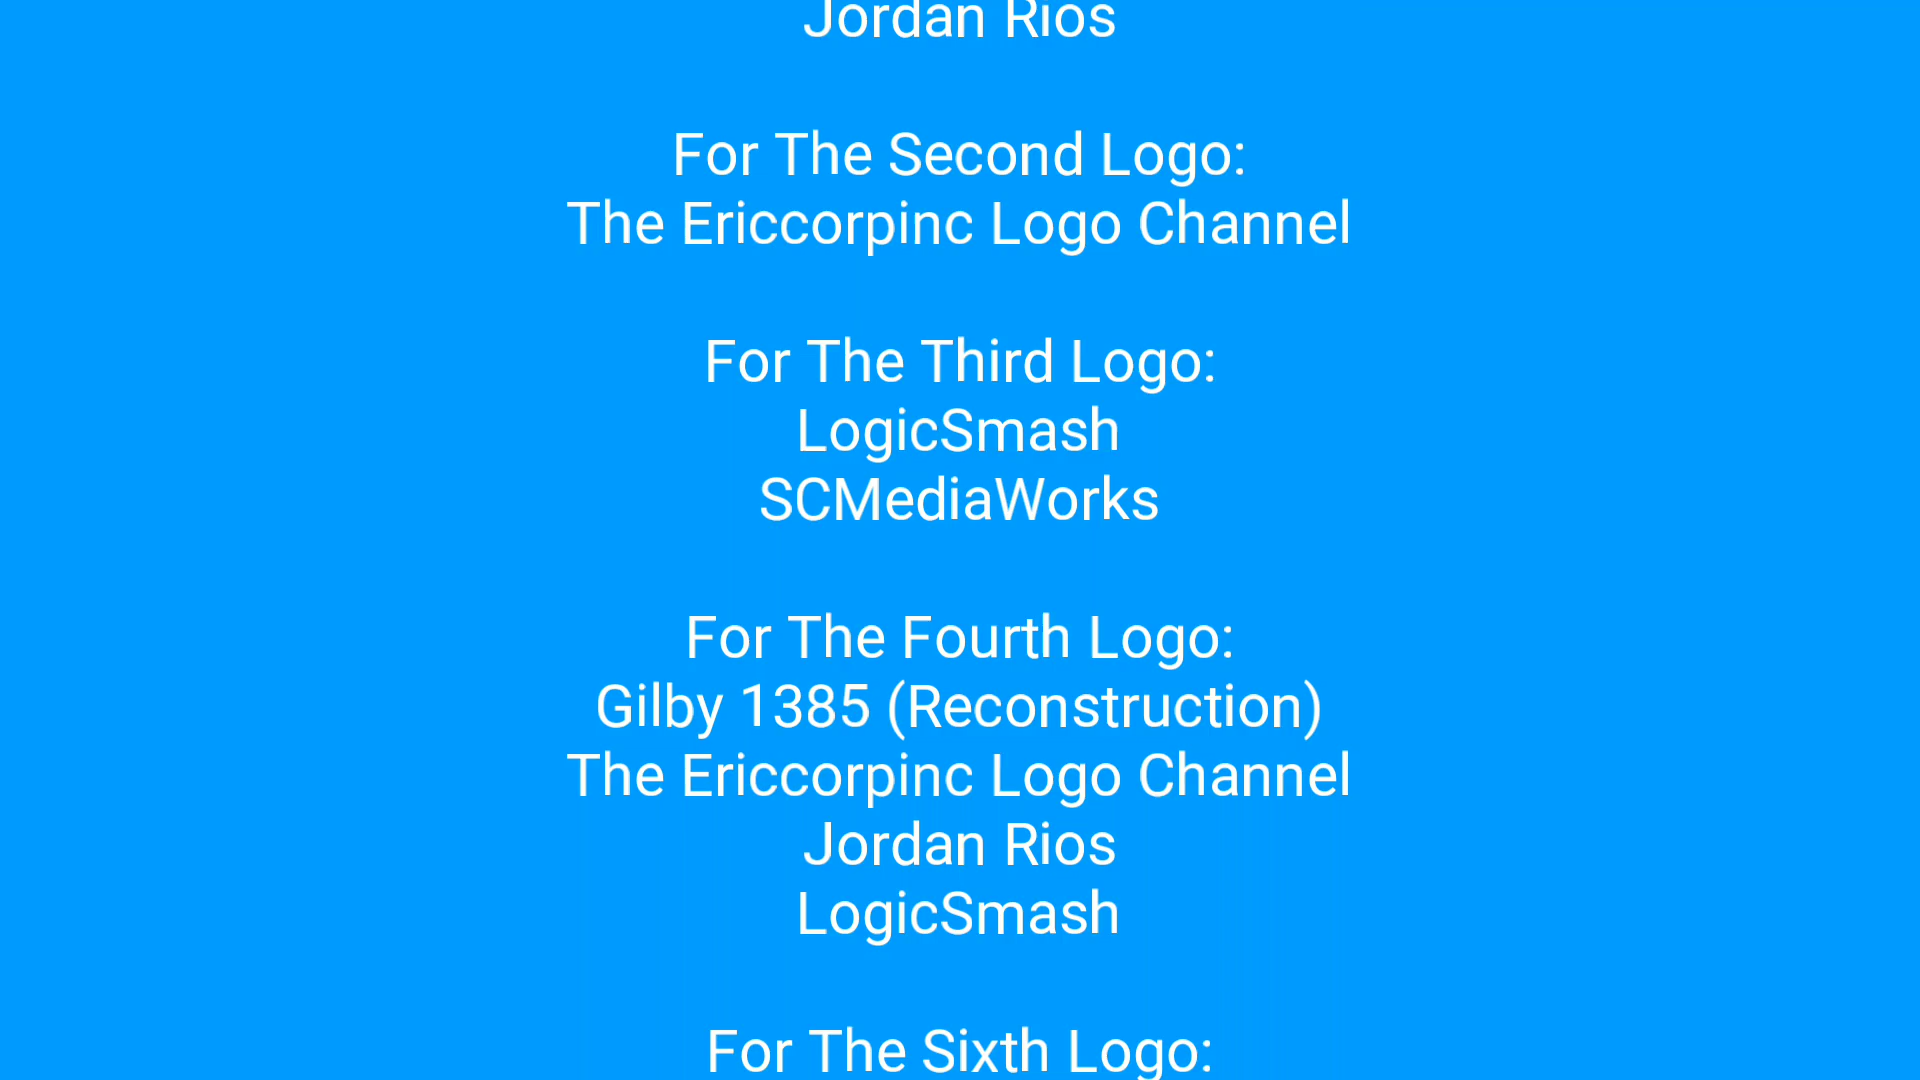 Jordan Rios
For The Second Logo:
The Ericcorpinc Logo Channel
For The Third Logo:
LogicSmash
SCMediaWorks
For The Fourth Logo:
Gilby 1385 (Reconstruction)
The Ericcorpinc Logo Channel
Jordan Rios
LogicSmash
For The Sixth Logo: